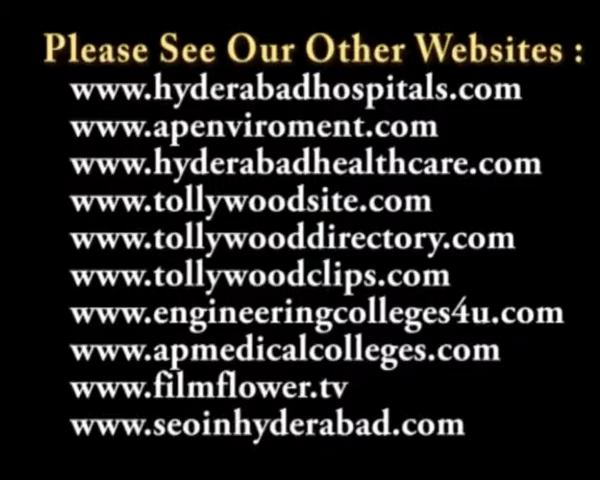 Please See Our Other Websites :
www.hyderabadhospitals.com
www.apenviroment.com
www.hyderabadhealthcare.com
www.tollywoodsite.com
www.tollywooddirectory.com
www.tollywoodclips.com
www.engineeringcolleges4u.com
www.apmedicalcolleges.com
www.filmflower.tv
www.seoinhyderabad.com